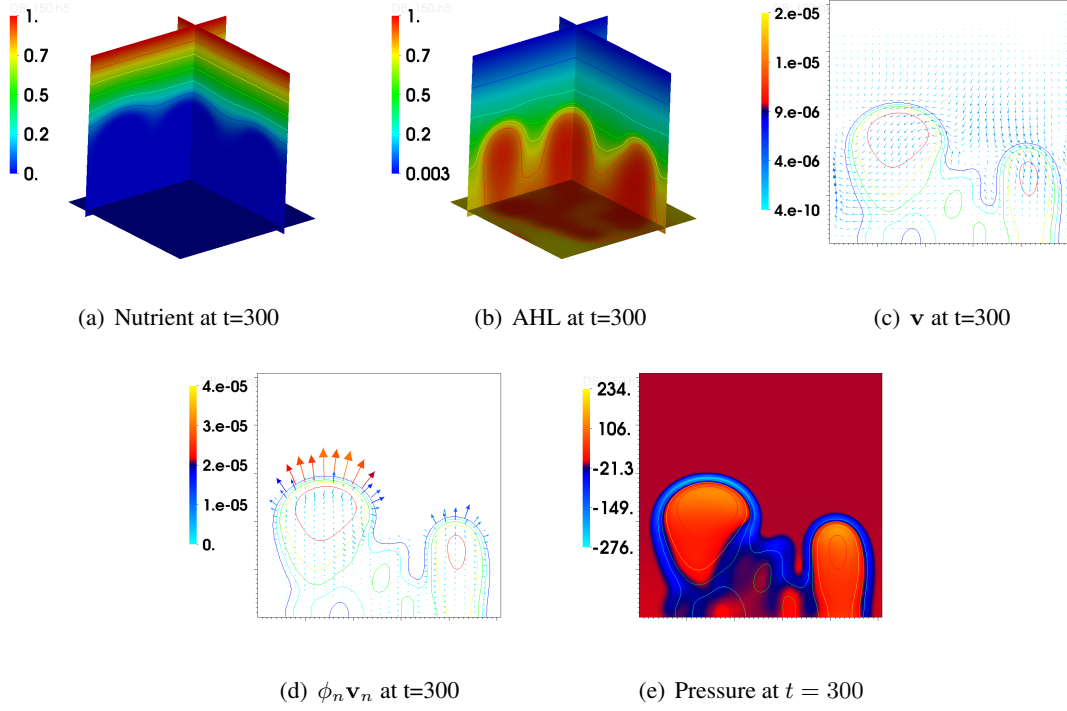 DB_150.h5
1.
0.7
0.5
0.2
0.
1.
0.7
0.5
0.2
0.003
2.e-05
1.e-05
9.e-06
4.e-06
4.e-10
(a) Nutrient at t=300
(b) AHL at t=300
(c) v at t=300
4.e-05
3.e-05
2.e-05
1.e-05
0.
234.
106.
-21.3
-149.
-276.
(d) ϕₙvₙ at t=300
(e) Pressure at t = 300